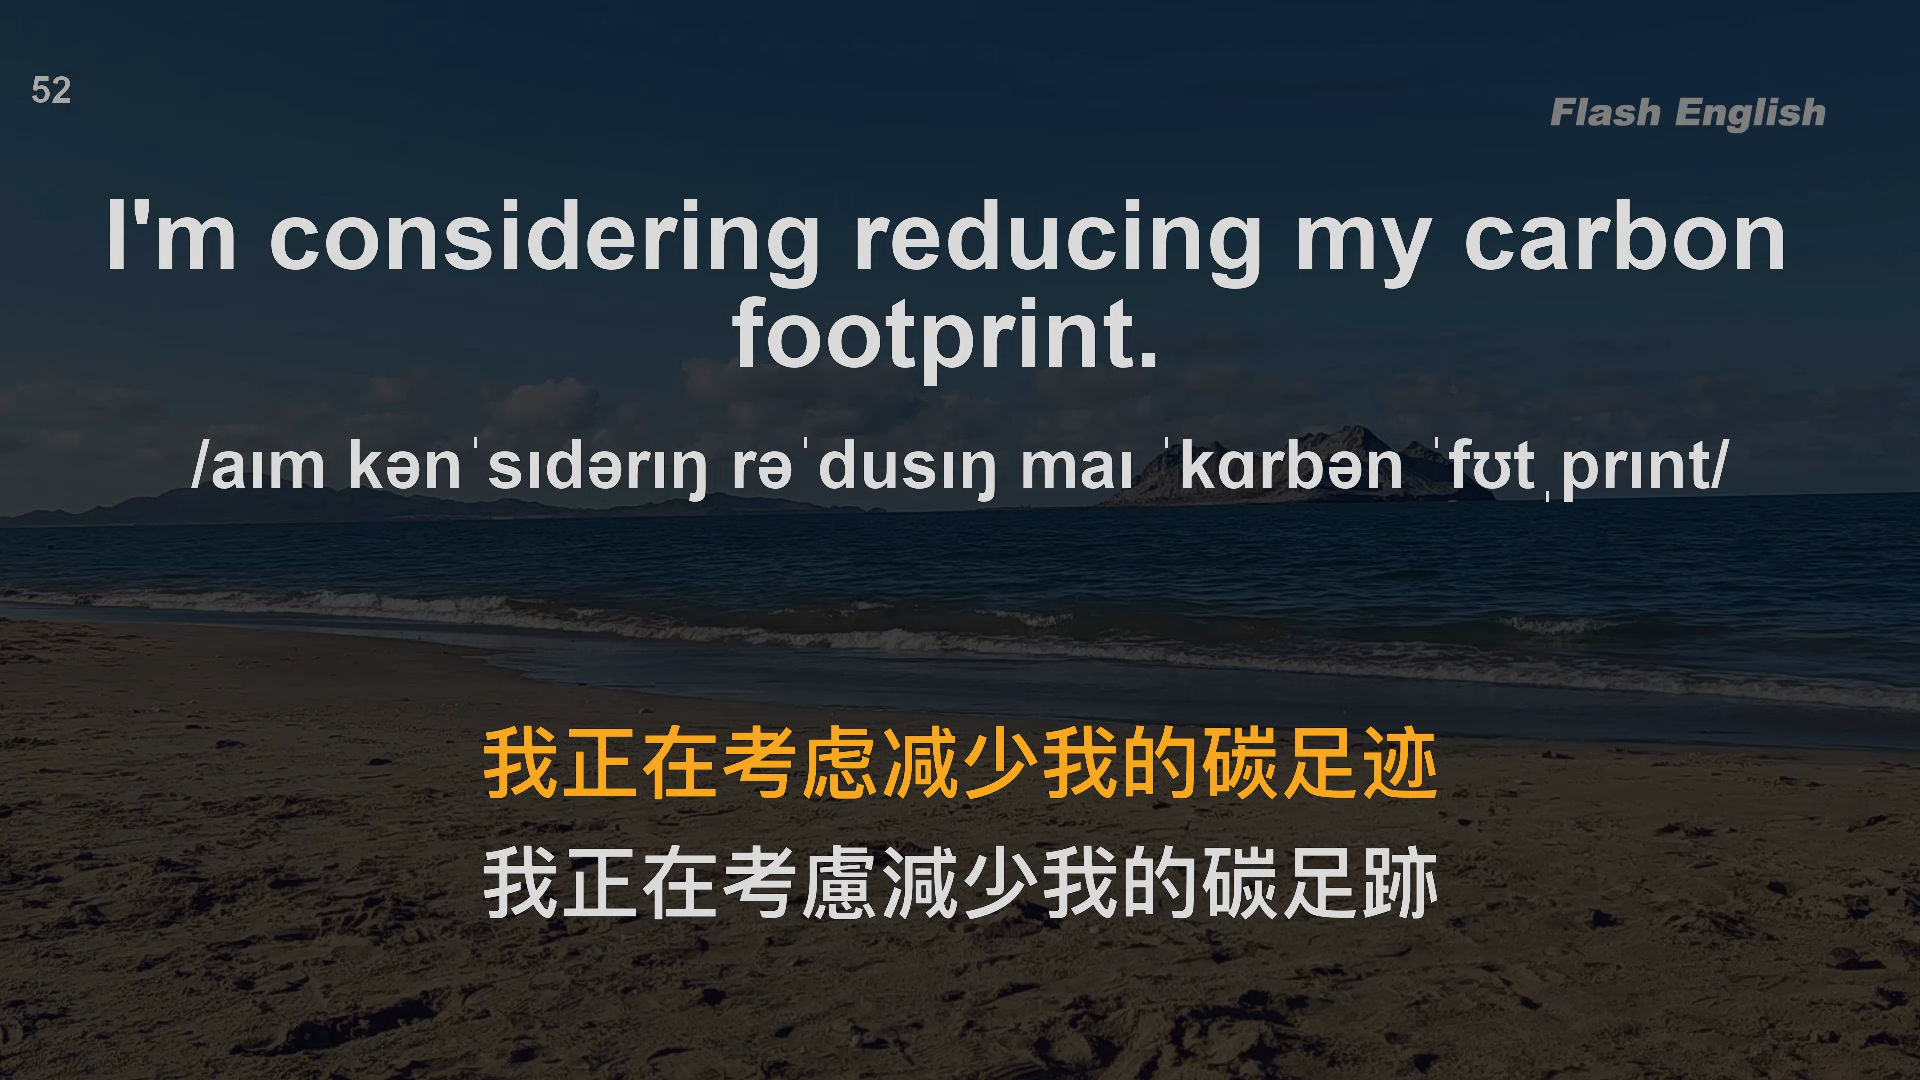 52
Flash English
I'm considering reducing my carbon
footprint.
/aɪm kənˈsɪdərɪŋ rəˈdusɪŋ maɪ ˈkɑrbən ˈfʊtˌprɪnt/
我正在考虑减少我的碳足迹
我正在考慮減少我的碳足跡